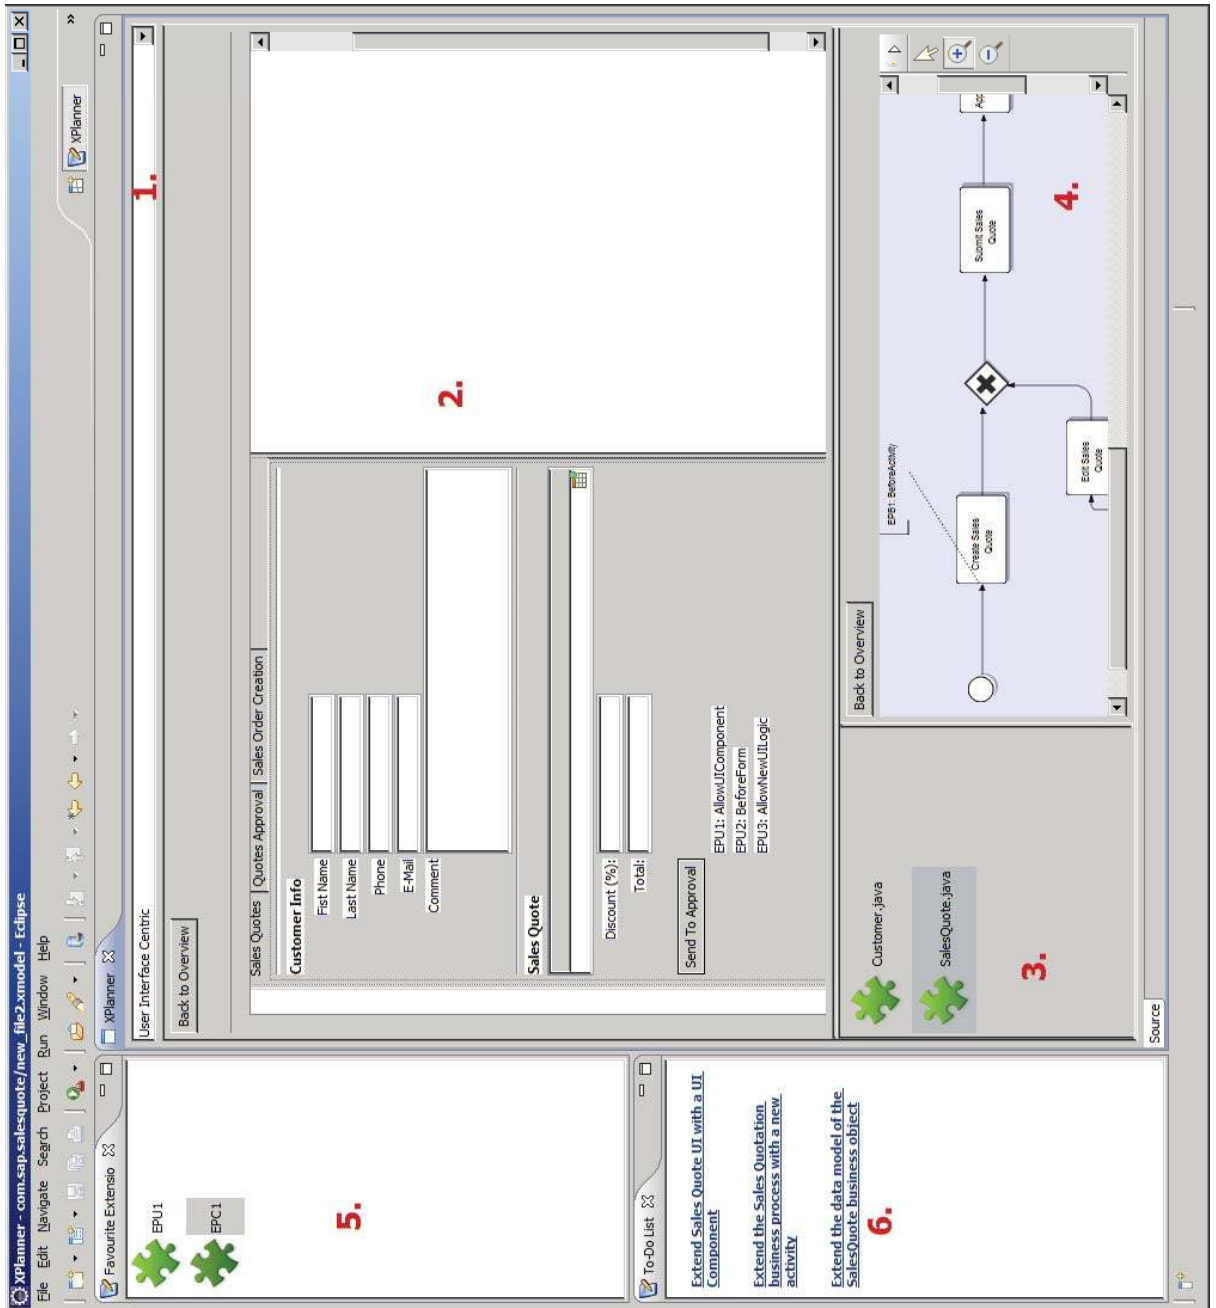 XPlanner - com.sap.salesquote/new_file2.xmodel - Eclipse
File Edit Navigate Search Project Run Window Help
» XPlanner
Favourite Extensio
EPU1
EPC1
5.
To-Do List
Extend Sales Quote UI with a UI
Component
Extend the Sales Quotation
business process with a new
activity
Extend the data model of the
SalesQuote business object
6.
XPlanner
User Interface Centric
1.
Back to Overview
Sales Quotes Quotes Approval Sales Order Creation
Customer Info
Fist Name
Last Name
Phone
E-Mail
Comment
Sales Quote
Discount (%):
Total:
Send To Approval
EPU1: AllowUIComponent
EPU2: BeforeForm
EPU3: AllowNewUILogic
2.
Customer.java
SalesQuote.java
3.
Back to Overview
EPB1: BeforeActivity
Create Sales
Quote
Edit Sales
Quote
Submit Sales
Quote
App
4.
Source